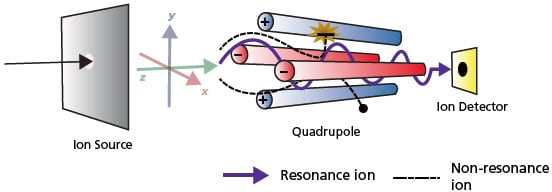 y
z
x
+
−
−
+
Ion Source
Quadrupole
Ion Detector
Resonance ion
Non-resonance
ion